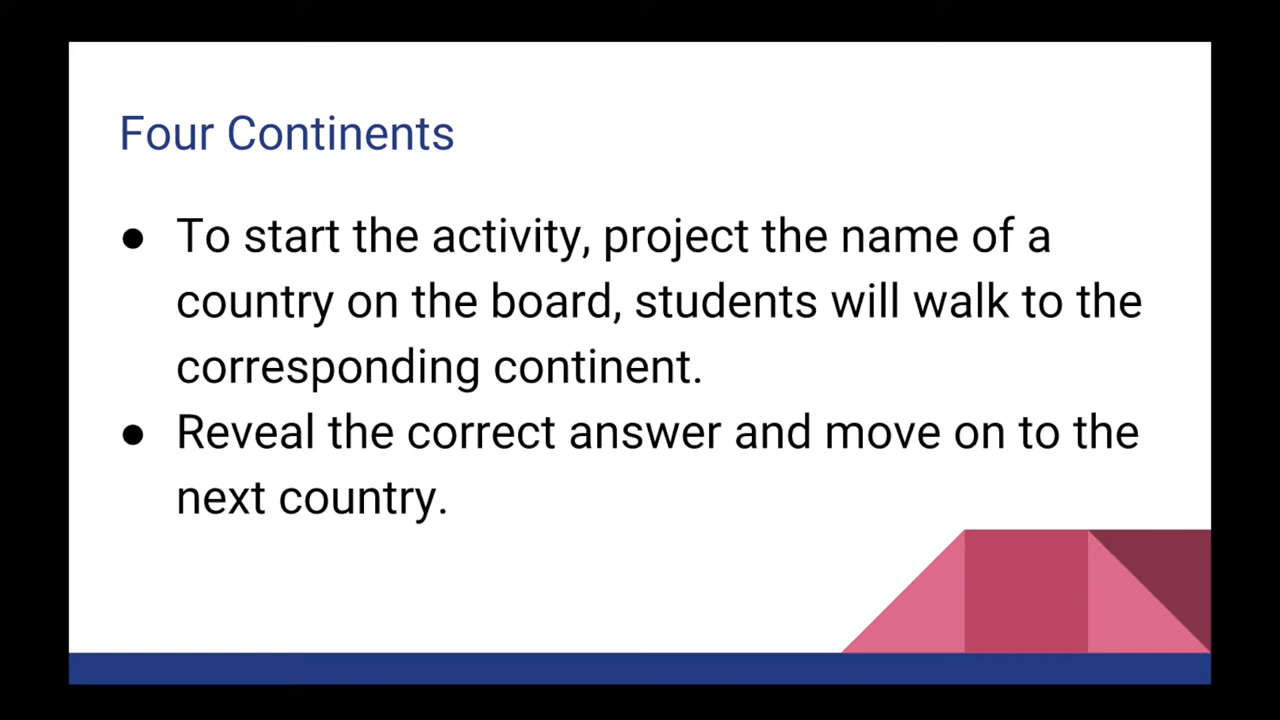 Four Continents
● To start the activity, project the name of a
country on the board, students will walk to the
corresponding continent.
● Reveal the correct answer and move on to the
next country.